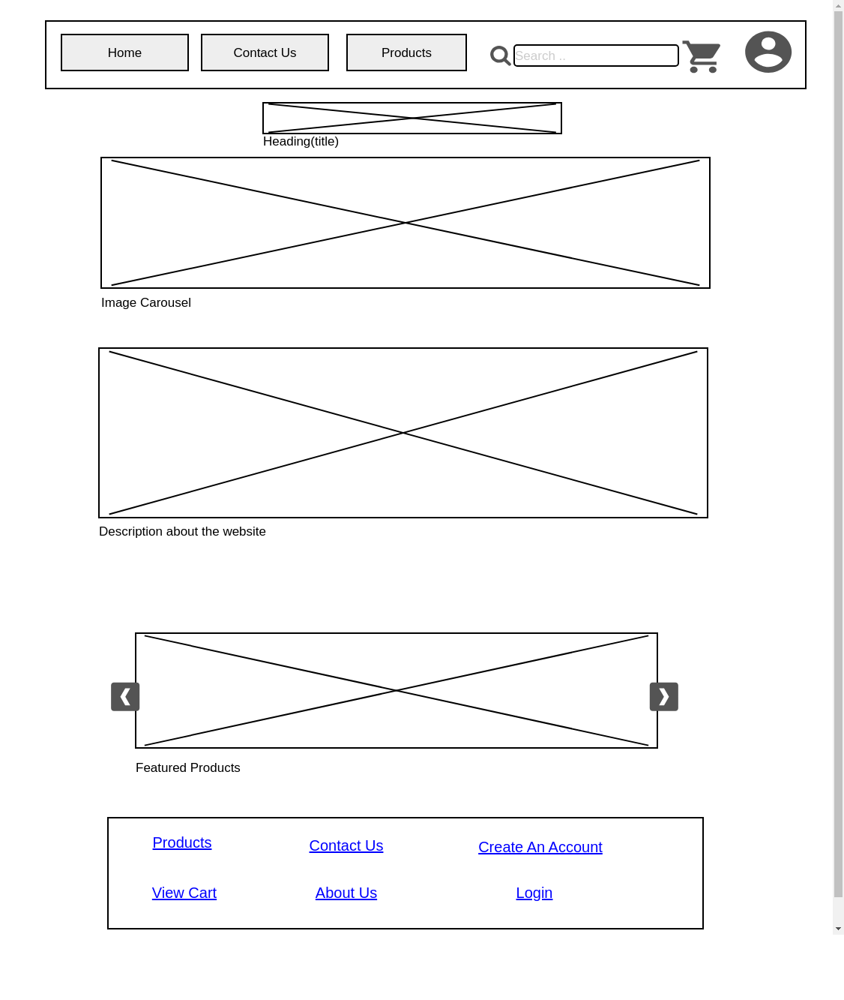 Home
Contact Us
Products
Search ..
Heading(title)
Image Carousel
Description about the website
Featured Products
Products
Contact Us
Create An Account
View Cart
About Us
Login